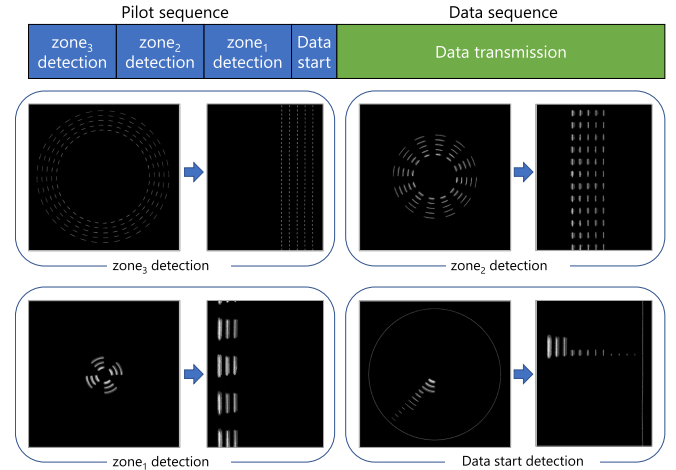 Pilot sequence
Data sequence
zone₃
detection
zone₂
detection
zone₁
detection
Data
start
Data transmission
zone₃ detection
zone₂ detection
zone₁ detection
Data start detection